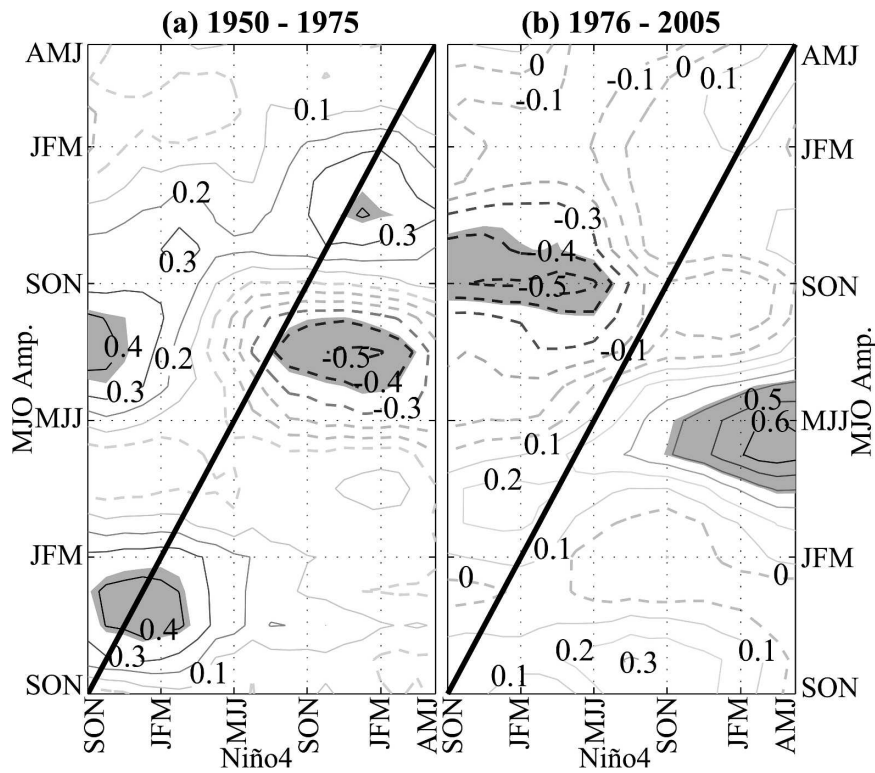 (a) 1950 - 1975
(b) 1976 - 2005
AMJ
JFM
SON
MJO Amp.
MJJ
JFM
SON
0.1
0.2
0.3
0.3
0.4
0.2
0.3
-0.5
-0.4
-0.3
0.4
0.3
0.1
SON
JFM
MJJ
SON
JFM
AMJ
Niño4
0
-0.1
-0.1
0
0.1
-0.3
-0.4
-0.5
-0.1
0.5
0.6
0.1
0.2
0.1
0
0
0.2
0.3
0.1
0.1
AMJ
JFM
SON
MJO Amp.
MJJ
JFM
SON
SON
JFM
MJJ
SON
JFM
AMJ
Niño4